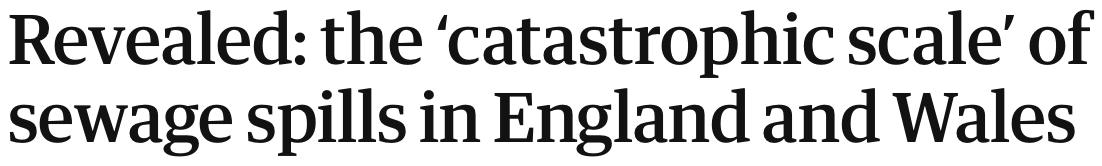 Revealed: the ‘catastrophic scale’ of
sewage spills in England and Wales